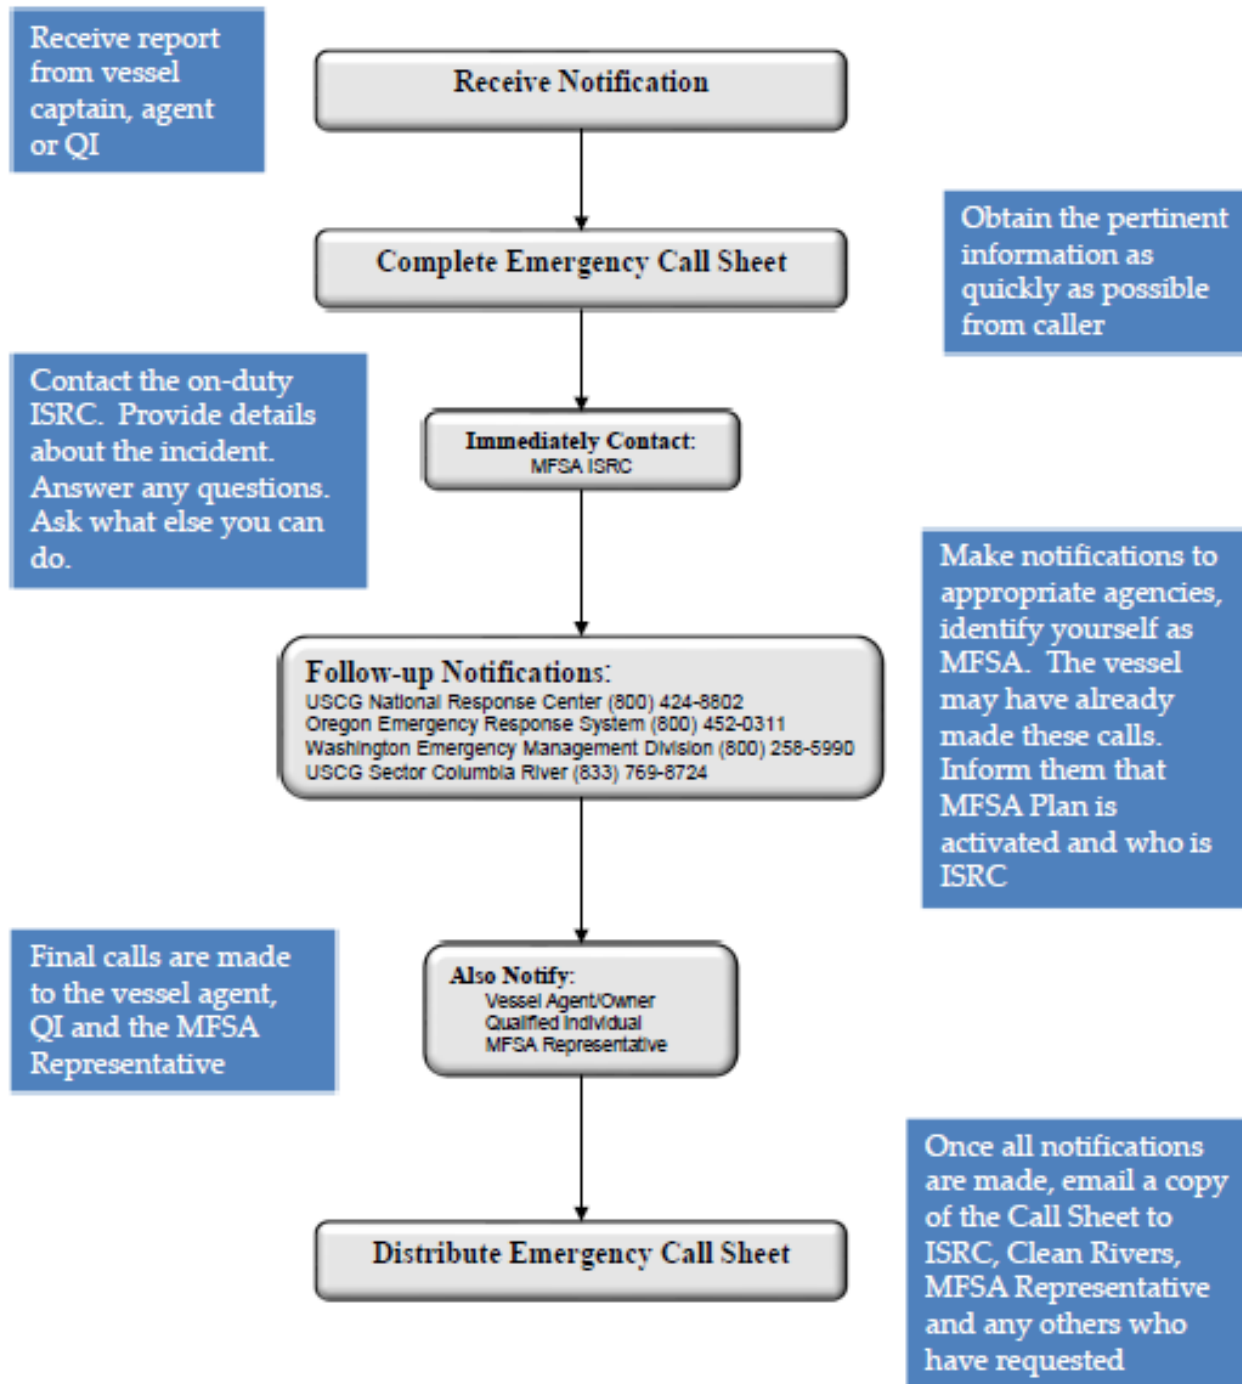 Receive report
from vessel
captain, agent
or QI
Receive Notification
Complete Emergency Call Sheet
Obtain the pertinent
information as
quickly as possible
from caller
Contact the on-duty
ISRC.  Provide details
about the incident.
Answer any questions.
Ask what else you can
do.
Immediately Contact:
MFSA ISRC
Make notifications to
appropriate agencies,
identify yourself as
MFSA.  The vessel
may have already
made these calls.
Inform them that
MFSA Plan is
activated and who is
ISRC
Follow-up Notifications:
USCG National Response Center (800) 424-8802
Oregon Emergency Response System (800) 452-0311
Washington Emergency Management Division (800) 258-5990
USCG Sector Columbia River (833) 769-8724
Final calls are made
to the vessel agent,
QI and the MFSA
Representative
Also Notify:
Vessel Agent/Owner
Qualified Individual
MFSA Representative
Once all notifications
are made, email a copy
of the Call Sheet to
ISRC, Clean Rivers,
MFSA Representative
and any others who
have requested
Distribute Emergency Call Sheet